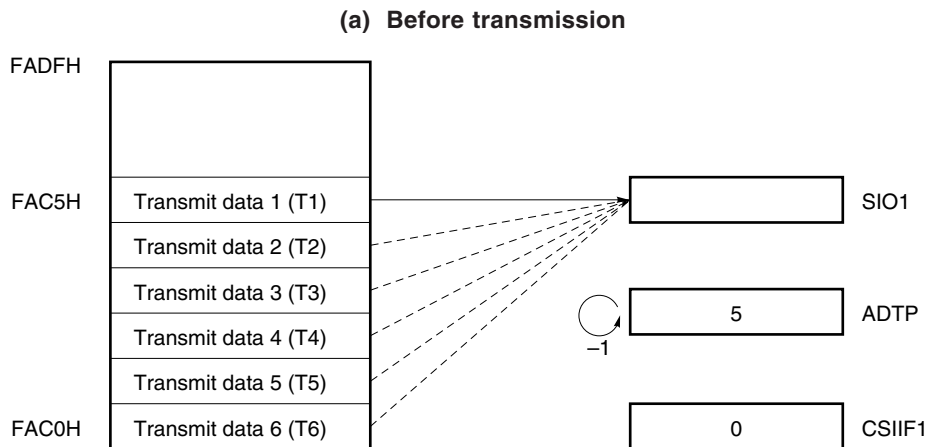 (a) Before transmission
FADFH
FAC5H
Transmit data 1 (T1)
SIO1
Transmit data 2 (T2)
Transmit data 3 (T3)
5
ADTP
–1
Transmit data 4 (T4)
Transmit data 5 (T5)
FAC0H
Transmit data 6 (T6)
0
CSIIF1